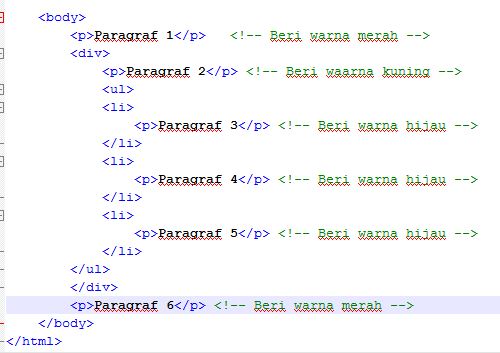 <body>
<p>Paragraf 1</p> <!-- Beri warna merah -->
<div>
<p>Paragraf 2</p> <!-- Beri waarna kuning -->
<ul>
<li>
<p>Paragraf 3</p> <!-- Beri warna hijau -->
</li>
<li>
<p>Paragraf 4</p> <!-- Beri warna hijau -->
</li>
<li>
<p>Paragraf 5</p> <!-- Beri warna hijau -->
</li>
</ul>
</div>
<p>Paragraf 6</p> <!-- Beri warna merah -->
</body>
</html>